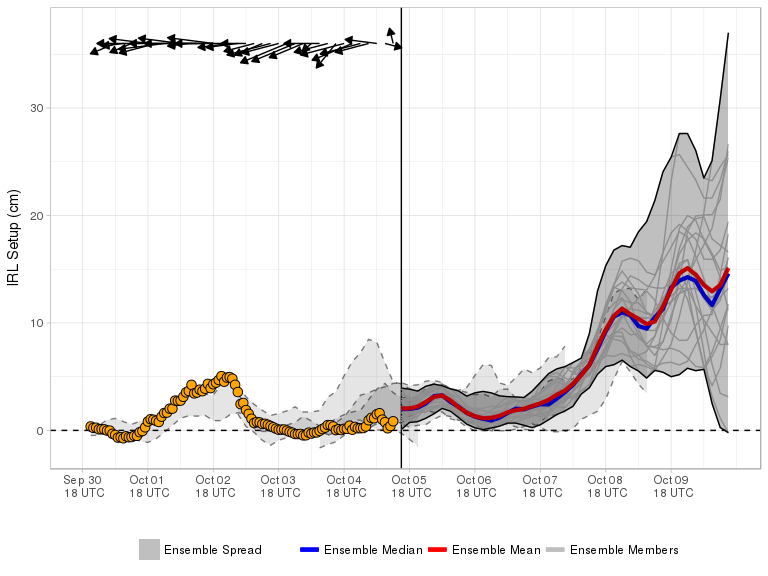 IRL Setup (cm)
30
20
10
0
Sep 30 Oct 01 Oct 02 Oct 03 Oct 04 Oct 05 Oct 06 Oct 07 Oct 08 Oct 09
18 UTC 18 UTC 18 UTC 18 UTC 18 UTC 18 UTC 18 UTC 18 UTC 18 UTC 18 UTC
Ensemble Spread Ensemble Median Ensemble Mean Ensemble Members